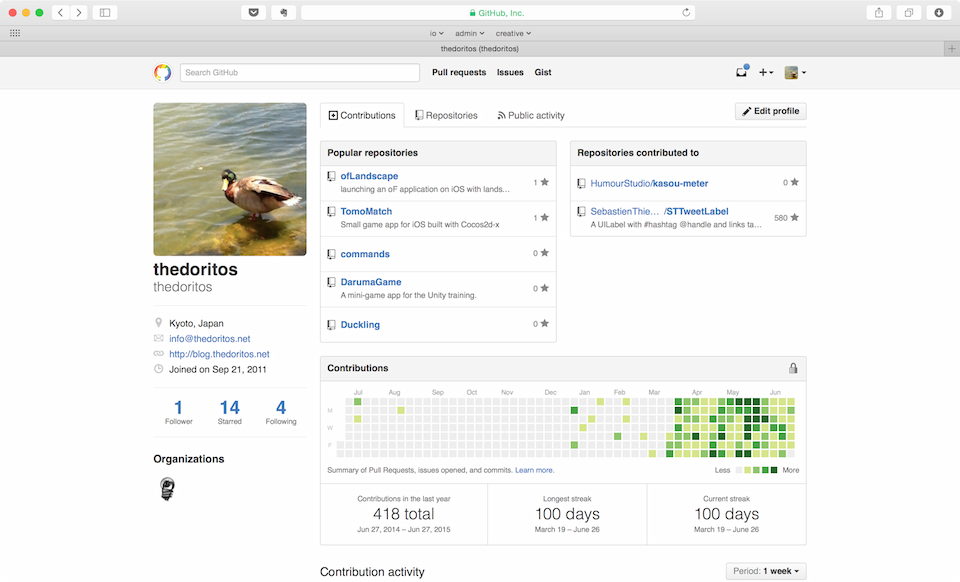 GitHub, Inc.
io admin creative
thedoritos (thedoritos)
Search GitHub Pull requests Issues Gist
Contributions Repositories Public activity Edit profile
Popular repositories
ofLandscape
launching an oF application on iOS with lands…
1
TomoMatch
Small game app for iOS built with Cocos2d-x
1
commands
0
DarumaGame
A mini-game app for the Unity training.
0
Duckling
0
Repositories contributed to
HumourStudio/kasou-meter
0
SebastienThie… /STTweetLabel
A UILabel with #hashtag @handle and links ta…
580
thedoritos
thedoritos
Kyoto, Japan
info@thedoritos.net
http://blog.thedoritos.net
Joined on Sep 21, 2011
1 14 4
Follower Starred Following
Organizations
Contributions
Jul Aug Sep Oct Nov Dec Jan Feb Mar Apr May Jun
M
W
F
Summary of Pull Requests, issues opened, and commits. Learn more. Less More
Contributions in the last year
418 total
Jun 27, 2014 – Jun 27, 2015
Longest streak
100 days
March 19 – June 26
Current streak
100 days
March 19 – June 26
Contribution activity Period: 1 week